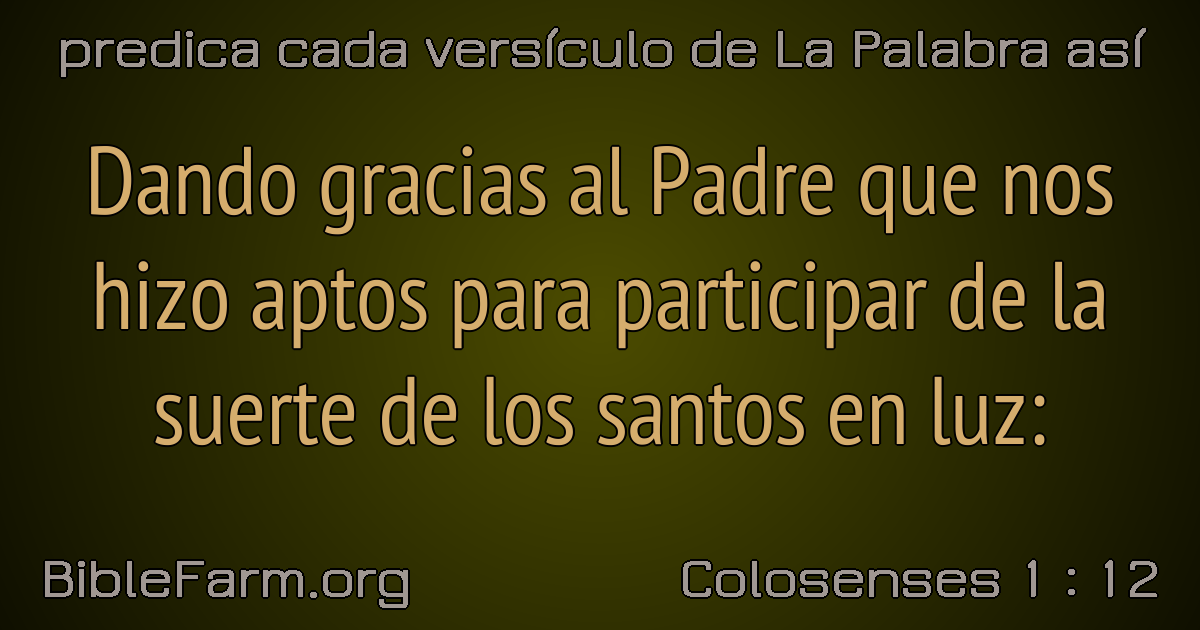 predica cada versículo de La Palabra así
Dando gracias al Padre que nos
hizo aptos para participar de la
suerte de los santos en luz:
BibleFarm.org
Colosenses 1 : 12